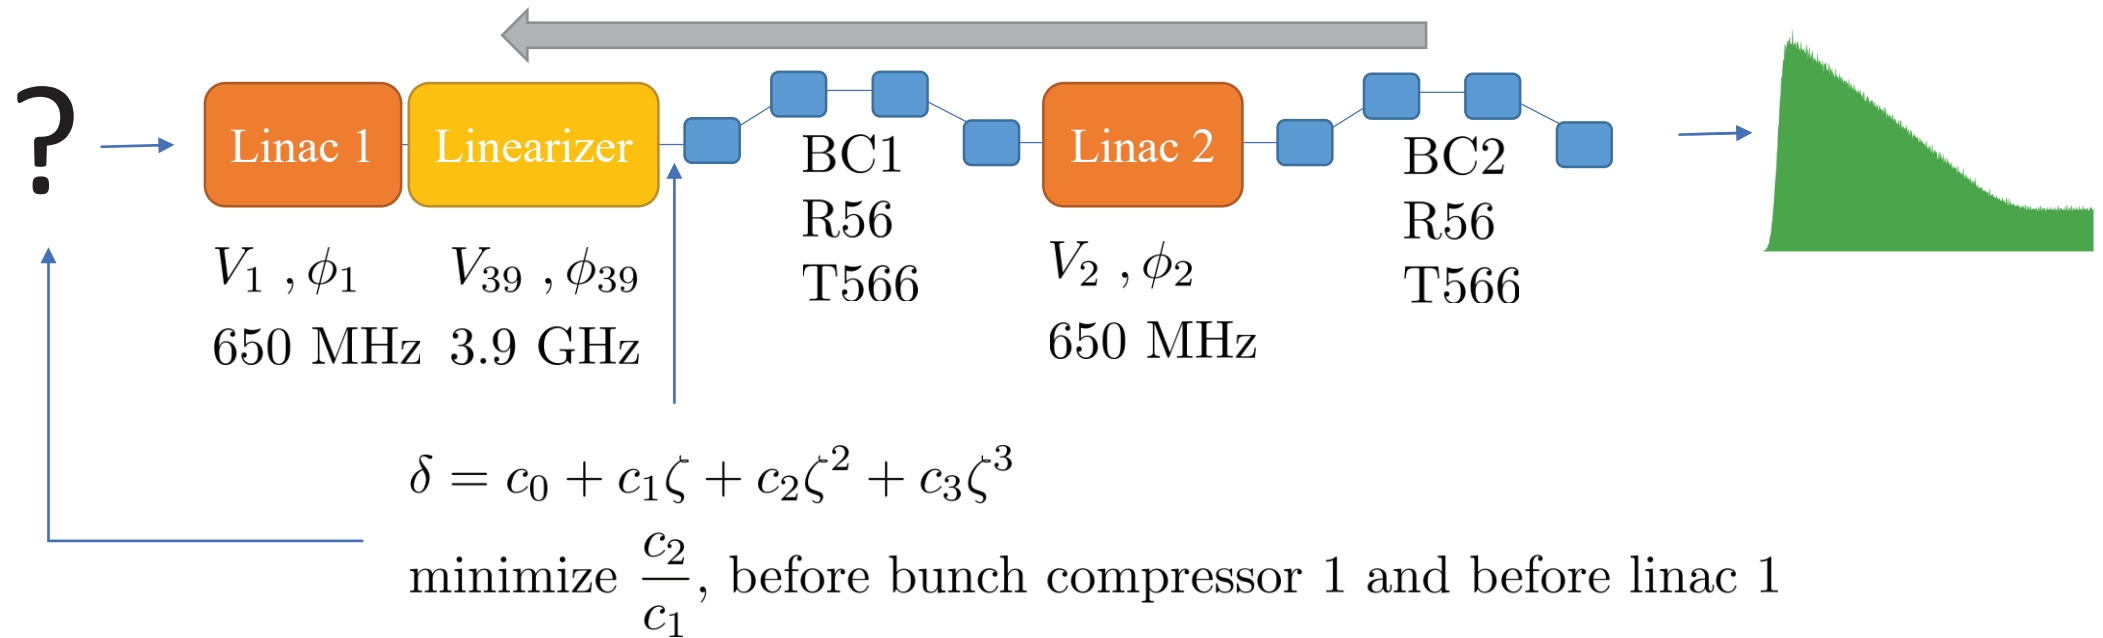 ?
Linac 1
Linearizer
BC1
R56
T566
Linac 2
BC2
R56
T566
V₁ , ϕ₁
650 MHz
V₃₉ , ϕ₃₉
3.9 GHz
V₂ , ϕ₂
650 MHz
δ = c₀ + c₁ζ + c₂ζ² + c₃ζ³
minimize c₂/c₁, before bunch compressor 1 and before linac 1